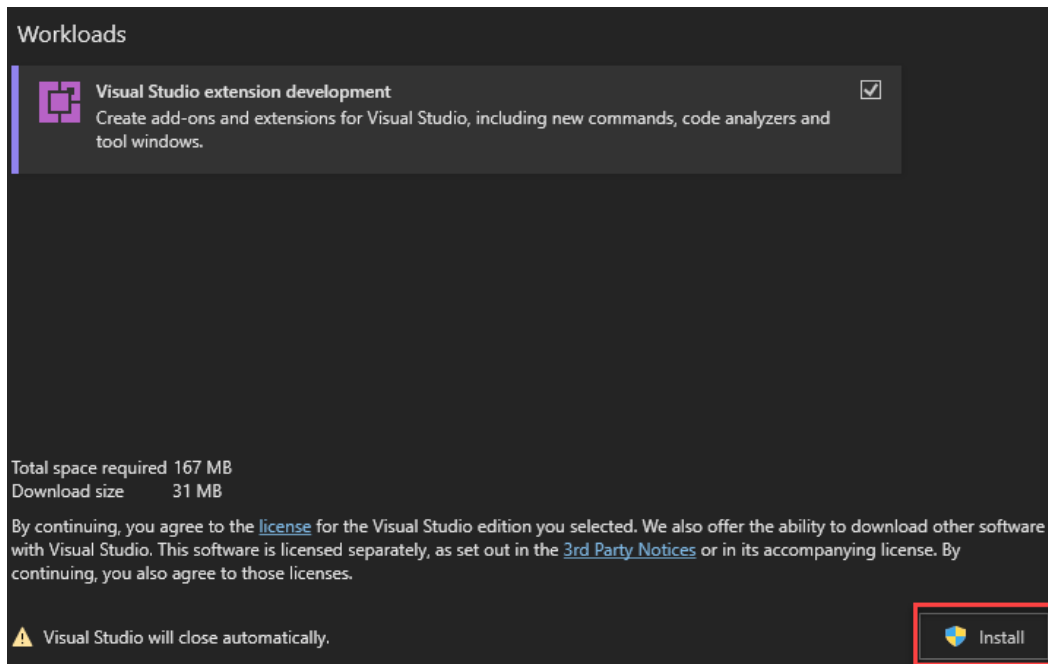 Workloads
Visual Studio extension development
Create add-ons and extensions for Visual Studio, including new commands, code analyzers and
tool windows.
Total space required 167 MB
Download size 31 MB
By continuing, you agree to the license for the Visual Studio edition you selected. We also offer the ability to download other software
with Visual Studio. This software is licensed separately, as set out in the 3rd Party Notices or in its accompanying license. By
continuing, you also agree to those licenses.
Visual Studio will close automatically.
Install